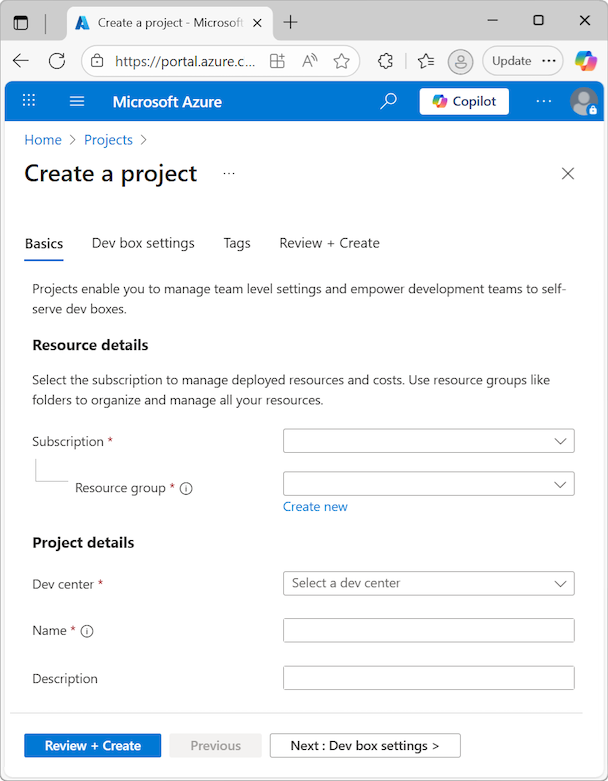 Create a project - Microsoft
https://portal.azure.c...
Update
Microsoft Azure
Copilot
Home > Projects >
Create a project ...
Basics Dev box settings Tags Review + Create
Projects enable you to manage team level settings and empower development teams to self-
serve dev boxes.
Resource details
Select the subscription to manage deployed resources and costs. Use resource groups like
folders to organize and manage all your resources.
Subscription *
Resource group *
Create new
Project details
Dev center * Select a dev center
Name *
Description
Review + Create Previous Next : Dev box settings >